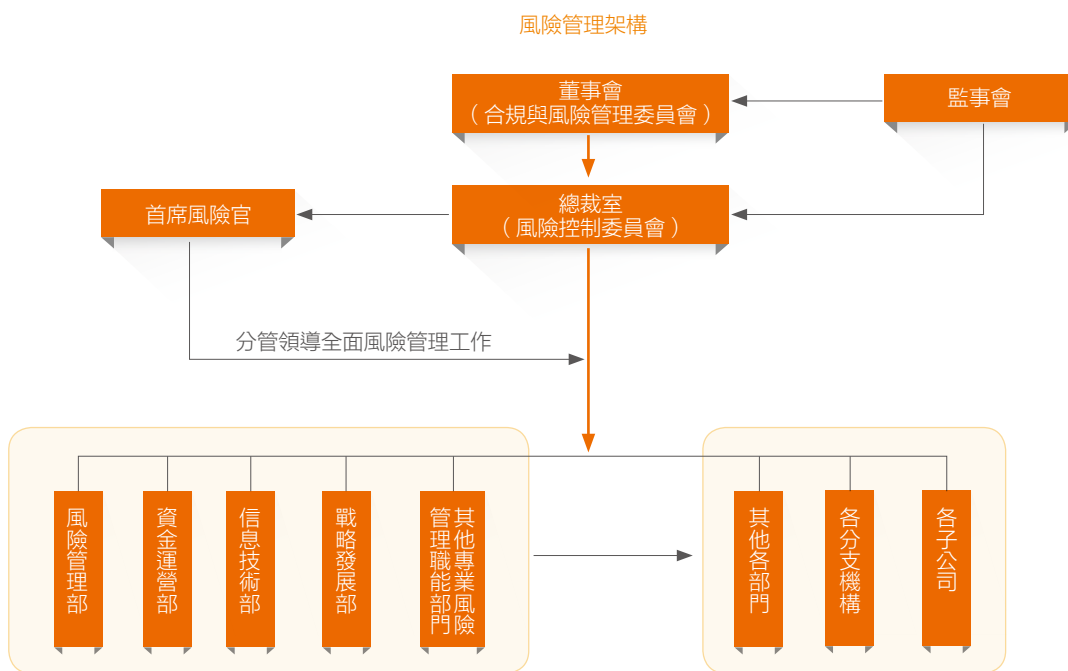 風險管理架構
董事會
（合規與風險管理委員會）
監事會
首席風險官
總裁室
（風險控制委員會）
分管領導全面風險管理工作
風險管理部
資金運營部
信息技術部
戰略發展部
其他專業風險
管理職能部門
其他各部門
各分支機構
各子公司